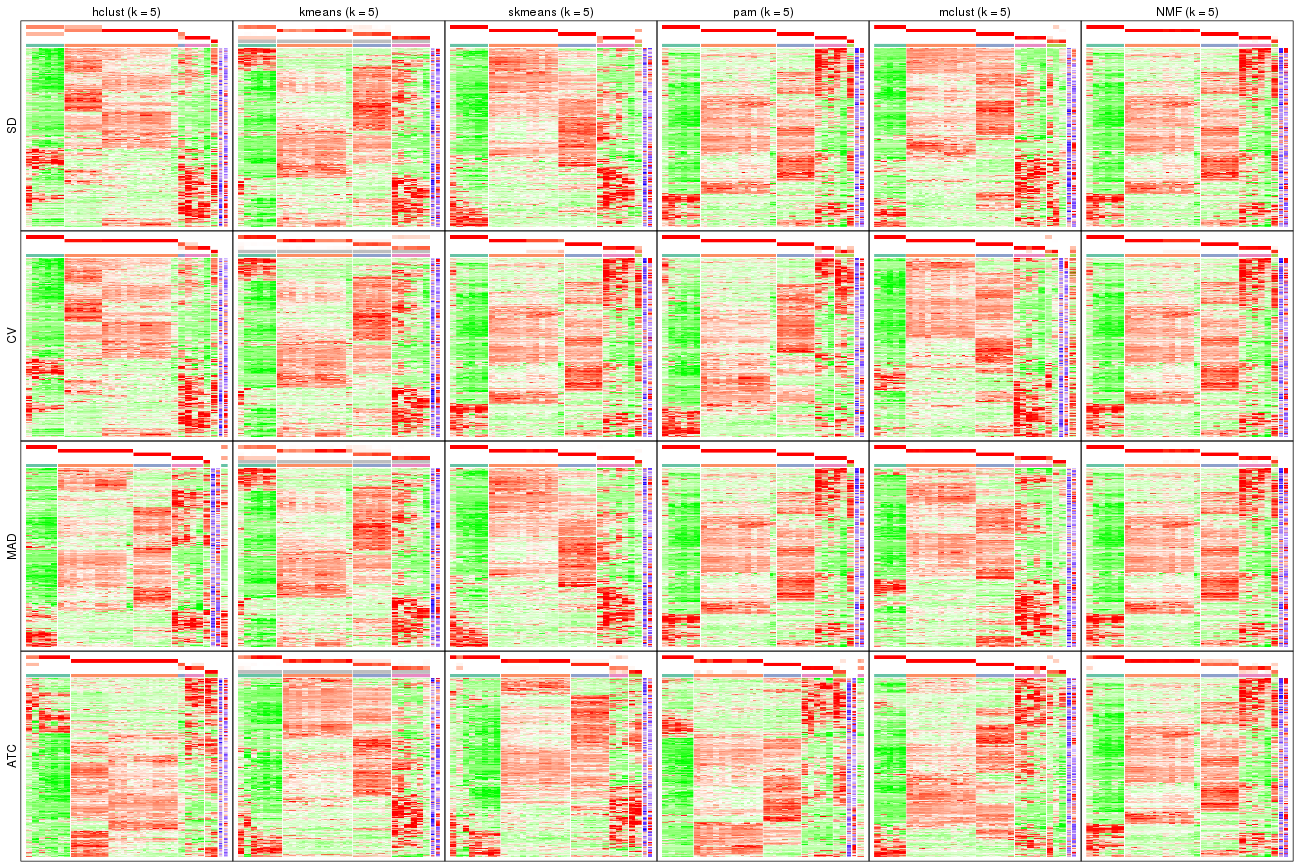 hclust (k = 5) kmeans (k = 5) skmeans (k = 5) pam (k = 5) mclust (k = 5) NMF (k = 5)
SD
CV
MAD
ATC